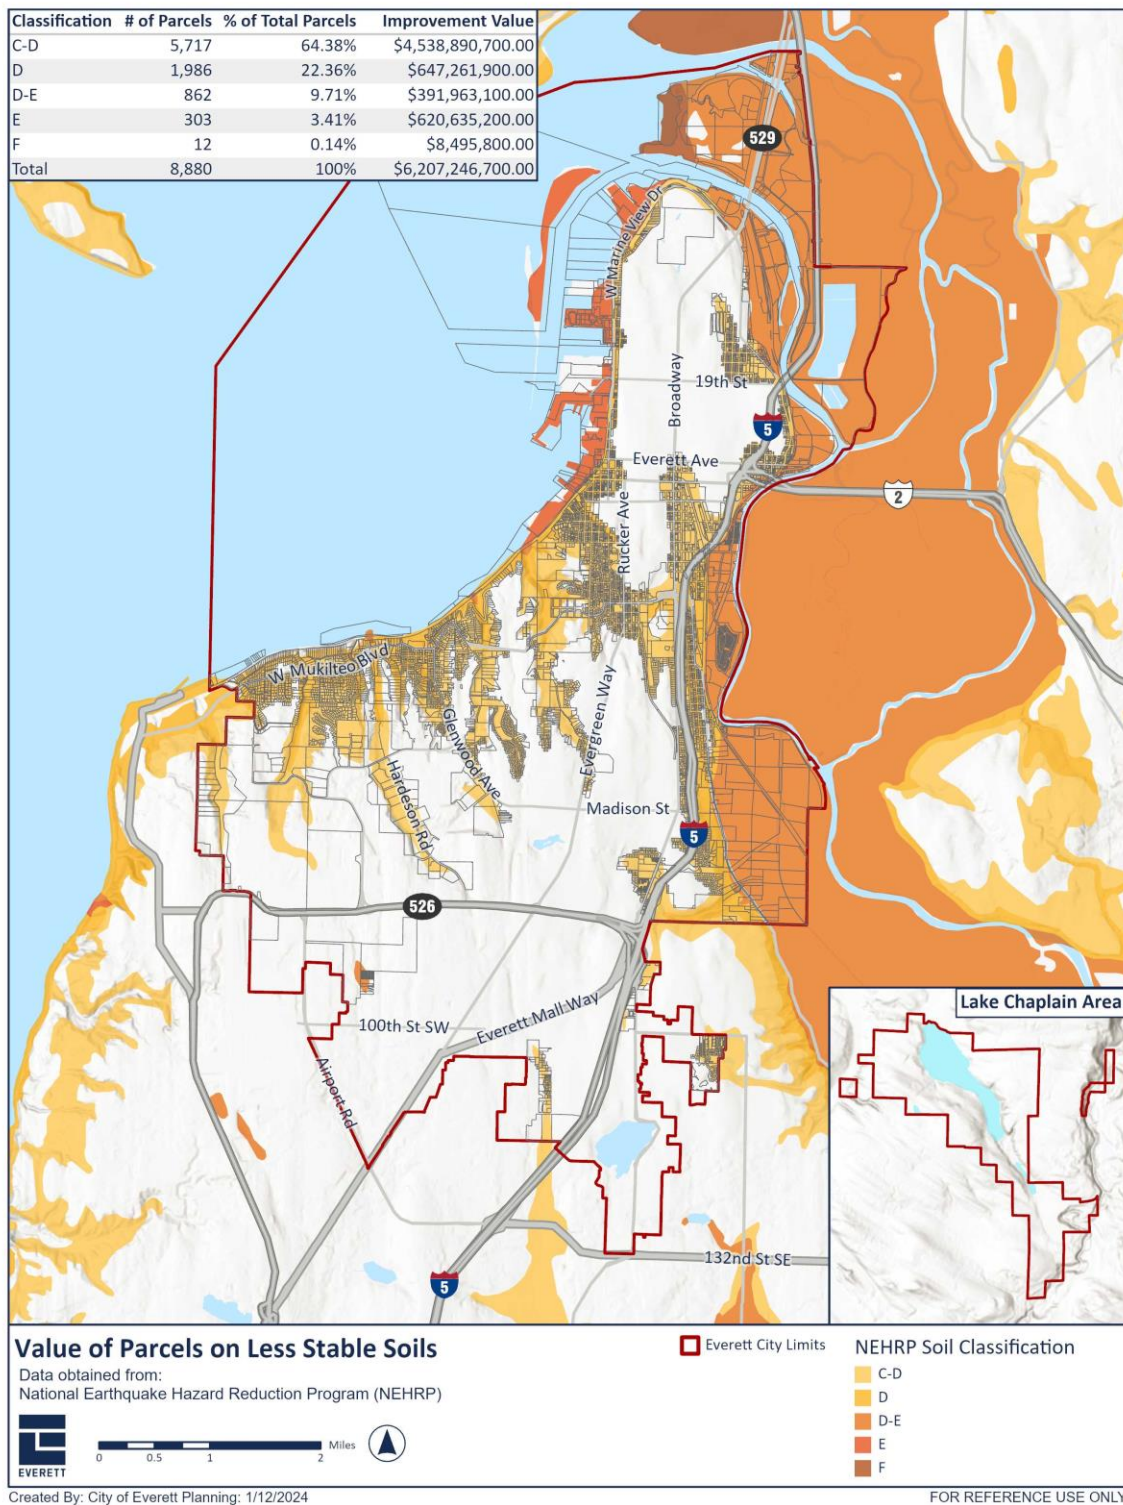 Classification # of Parcels % of Total Parcels Improvement Value
C-D 5,717 64.38% $4,538,890,700.00
D 1,986 22.36% $647,261,900.00
D-E 862 9.71% $391,963,100.00
E 303 3.41% $620,635,200.00
F 12 0.14% $8,495,800.00
Total 8,880 100% $6,207,246,700.00
529
W Marine View Dr
Broadway
19th St
5
Everett Ave
2
Rucker Ave
W Mukilteo Blvd
Evergreen Way
Glenwood Ave
Hardeson Rd
Madison St
5
526
Everett Mall Way
100th St SW
Airport Rd
132nd St SE
5
Lake Chaplain Area
Value of Parcels on Less Stable Soils
Data obtained from:
National Earthquake Hazard Reduction Program (NEHRP)
EVERETT
0 0.5 1 2 Miles
Everett City Limits
NEHRP Soil Classification
C-D
D
D-E
E
F
Created By: City of Everett Planning: 1/12/2024
FOR REFERENCE USE ONLY